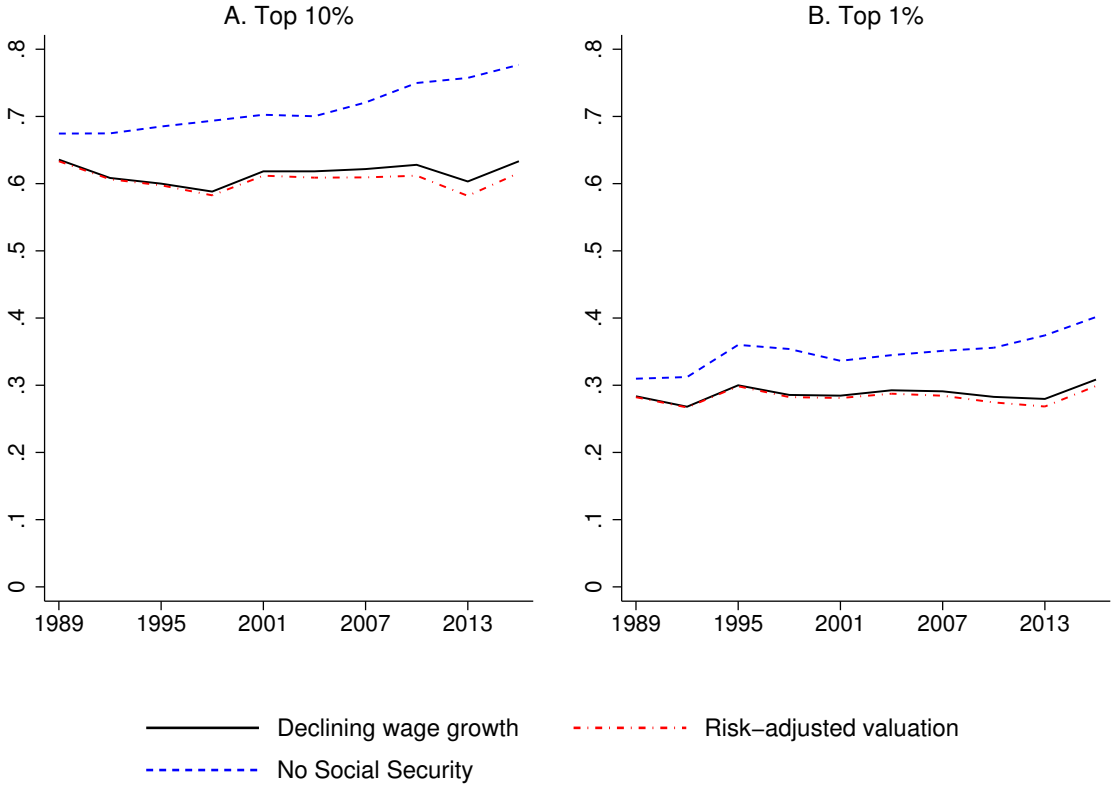 A. Top 10%
.8
.7
.6
.5
.4
.3
.2
.1
0
1989 1995 2001 2007 2013
B. Top 1%
.8
.7
.6
.5
.4
.3
.2
.1
0
1989 1995 2001 2007 2013
Declining wage growth
Risk−adjusted valuation
No Social Security